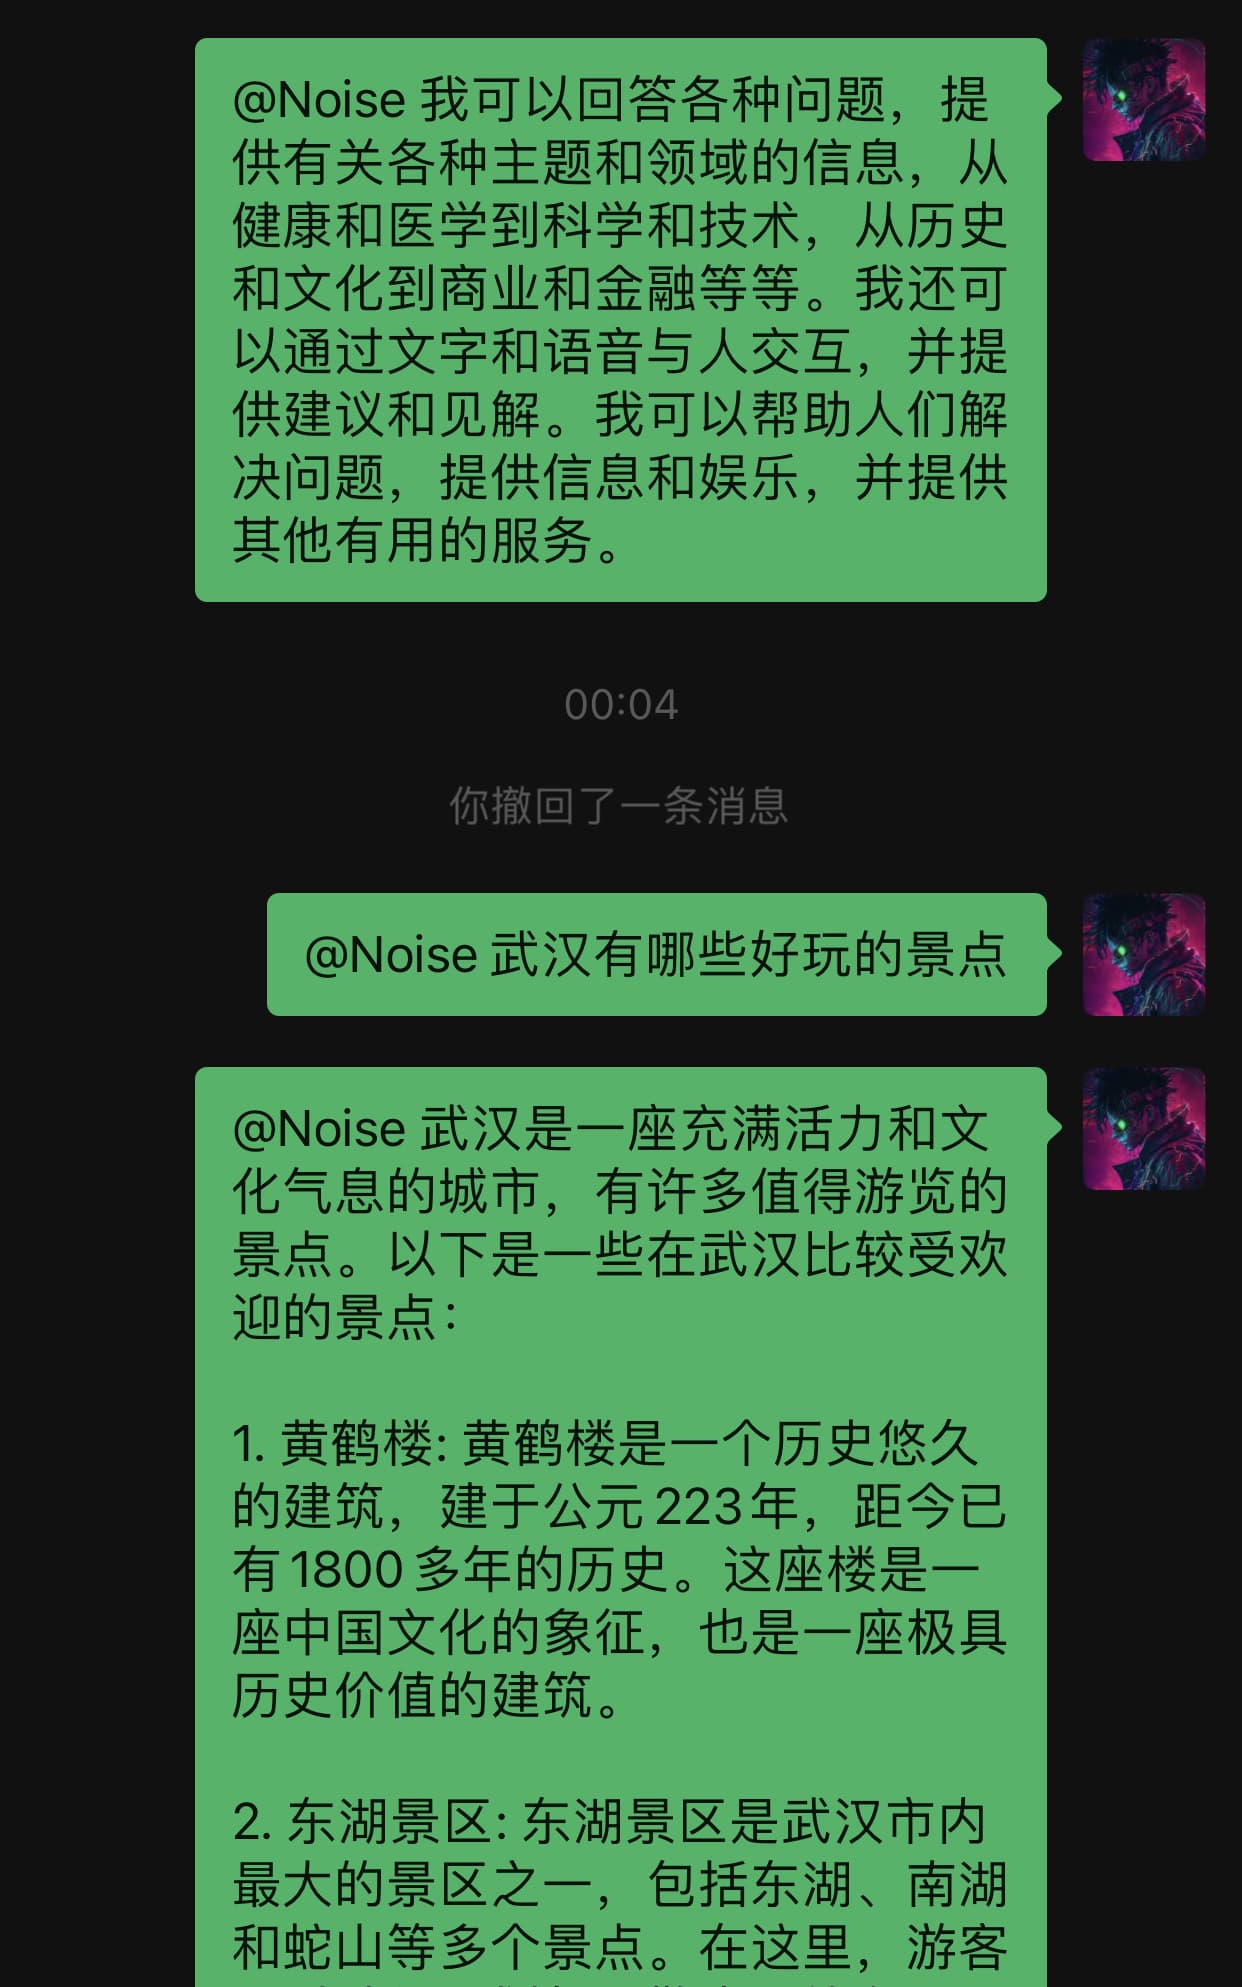 @Noise 我可以回答各种问题，提
供有关各种主题和领域的信息，从
健康和医学到科学和技术，从历史
和文化到商业和金融等等。我还可
以通过文字和语音与人交互，并提
供建议和见解。我可以帮助人们解
决问题，提供信息和娱乐，并提供
其他有用的服务。
00:04
你撤回了一条消息
@Noise 武汉有哪些好玩的景点
@Noise 武汉是一座充满活力和文
化气息的城市，有许多值得游览的
景点。以下是一些在武汉比较受欢
迎的景点：
1. 黄鹤楼: 黄鹤楼是一个历史悠久
的建筑，建于公元223年，距今已
有1800多年的历史。这座楼是一
座中国文化的象征，也是一座极具
历史价值的建筑。
2. 东湖景区: 东湖景区是武汉市内
最大的景区之一，包括东湖、南湖
和蛇山等多个景点。在这里，游客